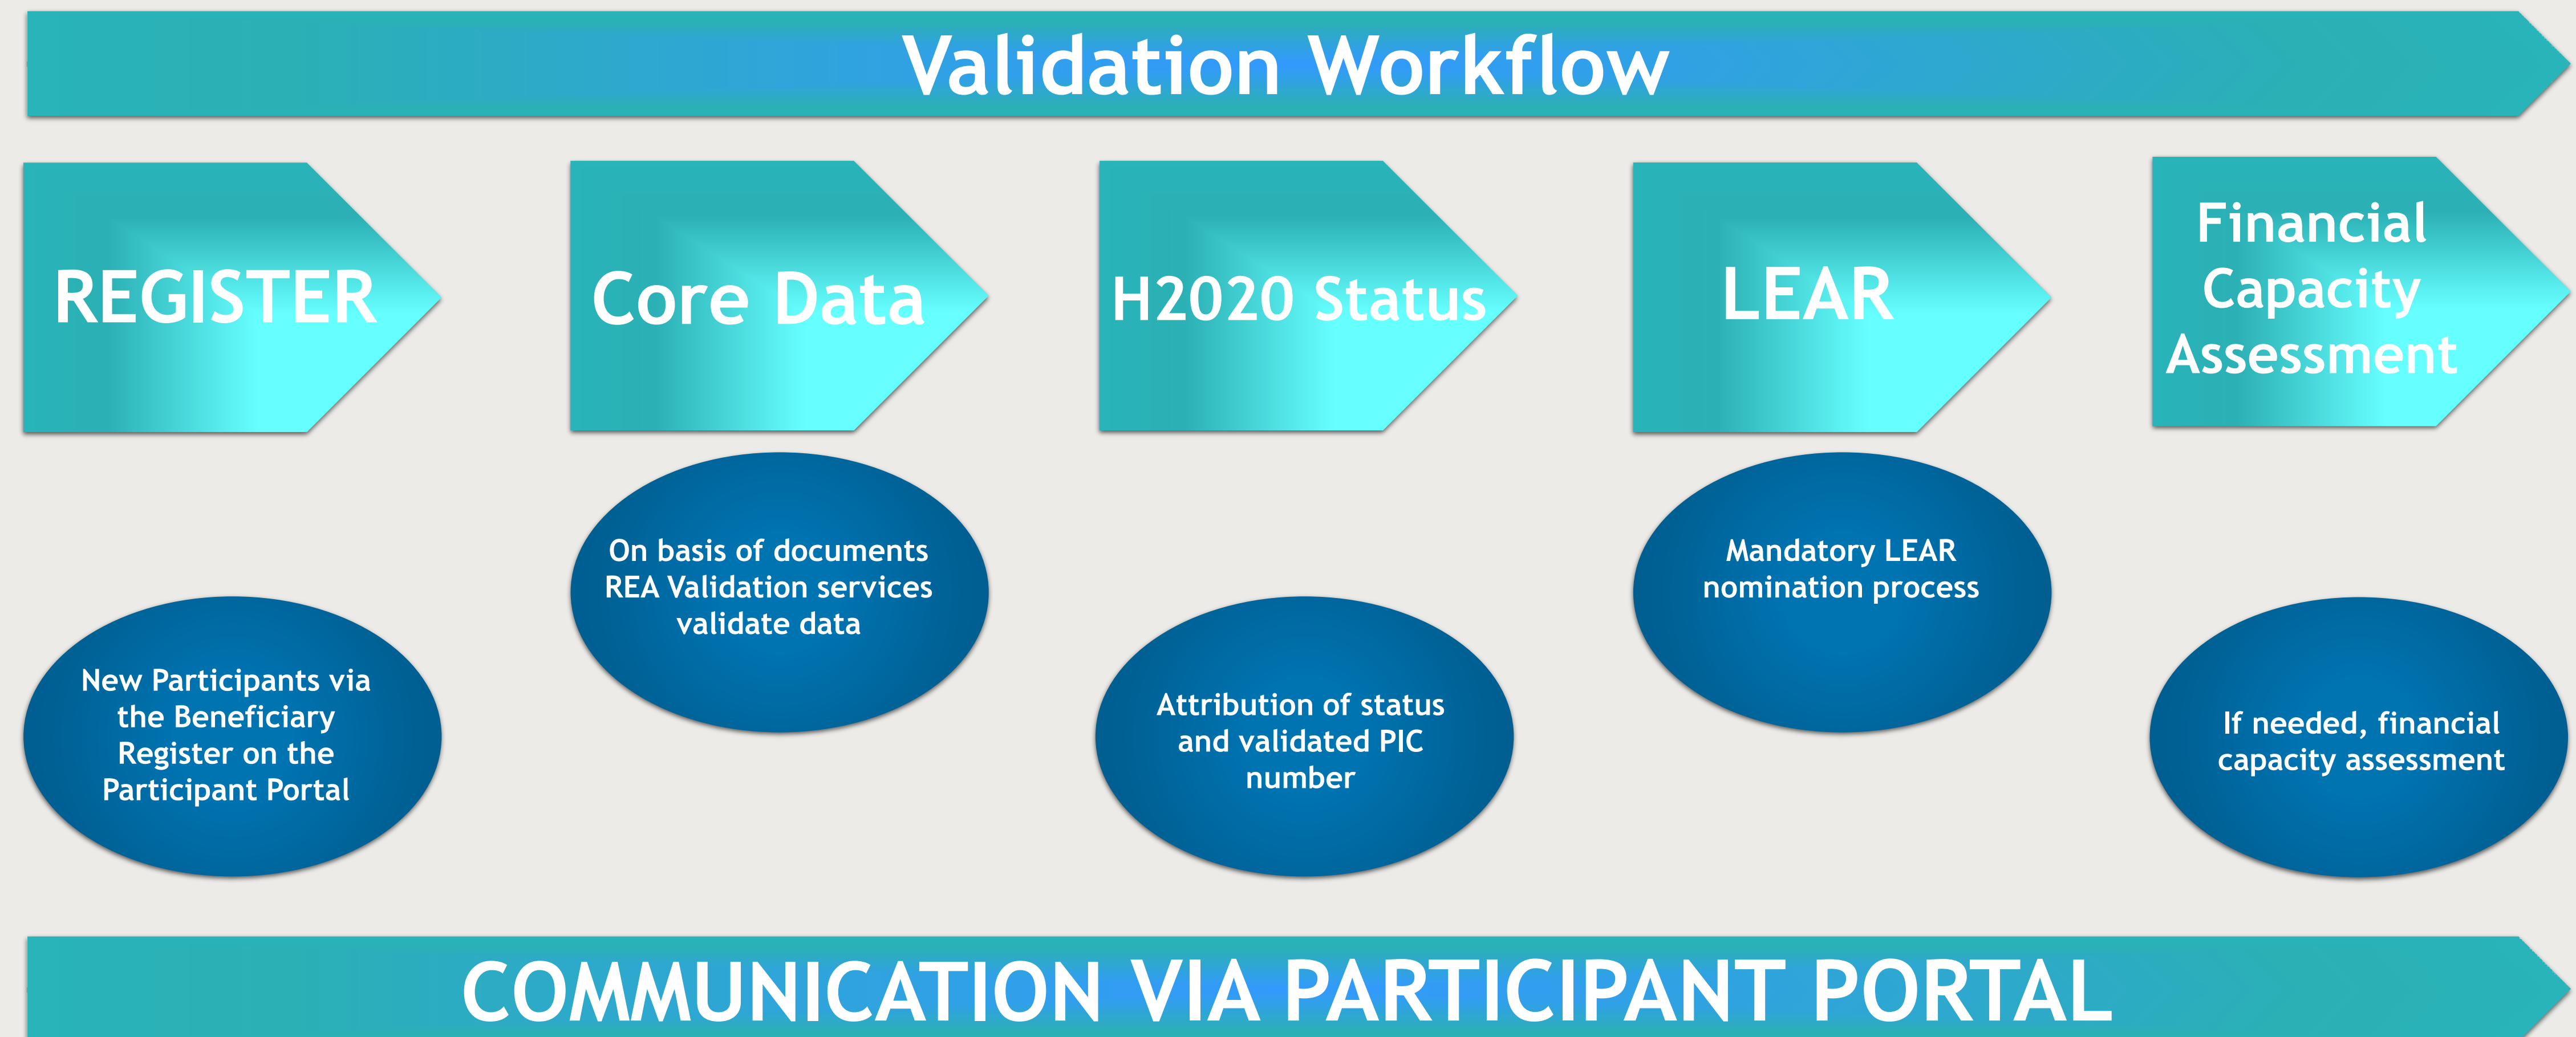 Validation Workflow
REGISTER
Core Data
H2020 Status
LEAR
Financial
Capacity
Assessment
New Participants via
the Beneficiary
Register on the
Participant Portal
On basis of documents
REA Validation services
validate data
Attribution of status
and validated PIC
number
Mandatory LEAR
nomination process
If needed, financial
capacity assessment
COMMUNICATION VIA PARTICIPANT PORTAL